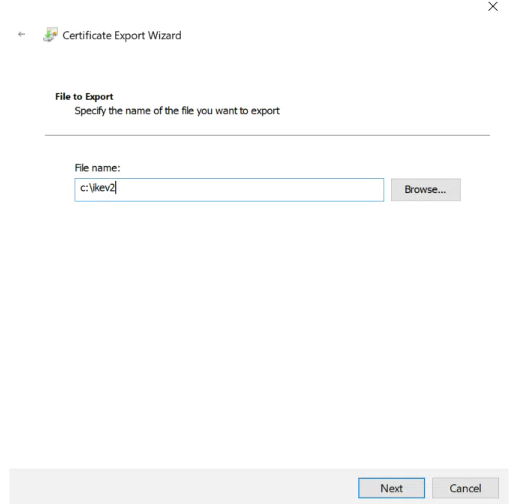 Certificate Export Wizard
File to Export
Specify the name of the file you want to export
File name:
c:\ikev2
Browse...
Next
Cancel